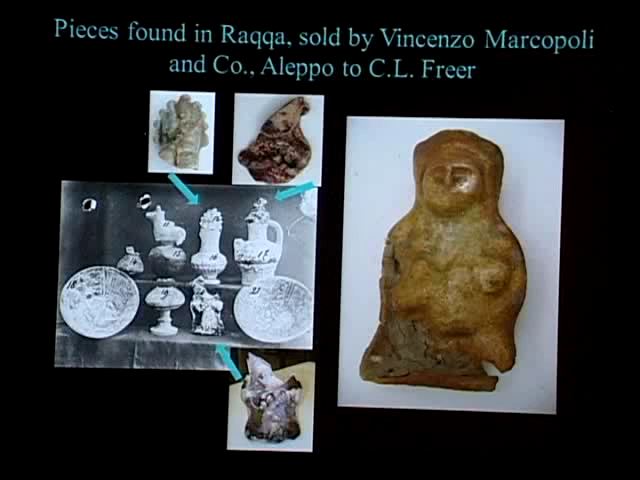 Pieces found in Raqqa, sold by Vincenzo Marcopoli
and Co., Aleppo to C.L. Freer